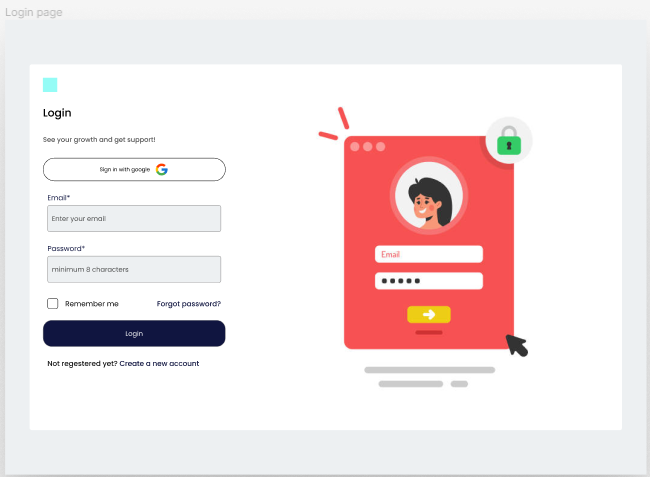 Login page
Login
See your growth and get support!
Sign in with google
Email*
Enter your email
Password*
minimum 8 characters
Remember me
Forgot password?
Login
Not regestered yet? Create a new account
Email